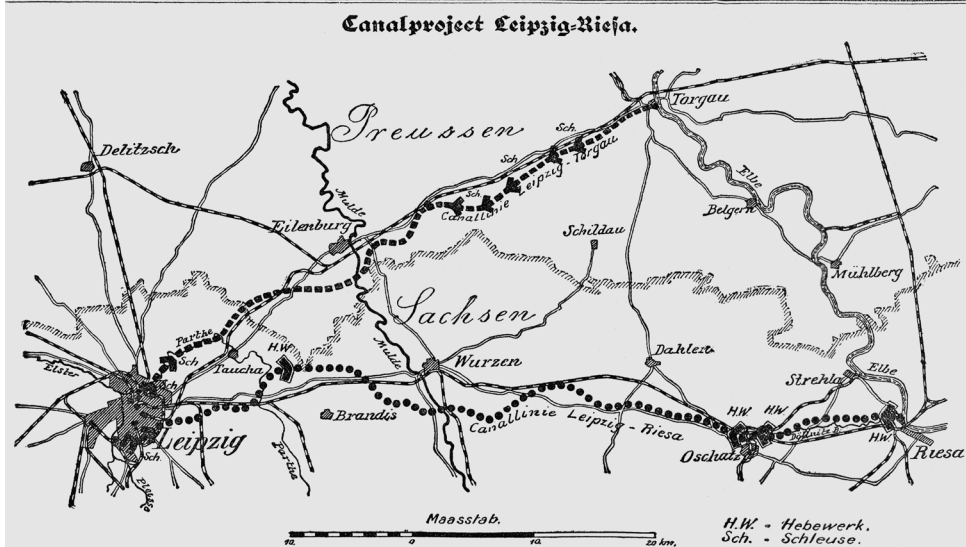 Canalproject Leipzig-Riesa.
Preussen
Torgau
Delitzsch
Sch.
Sch
Leipzig-Torgau
Canallinie
Sch
Elbe
Belgern
Mulde
Eilenburg
Schildau
Mühlberg
Sachsen
Parthe
H.W.
Sch
Taucha
Mulde
Wurzen
Dahlen
Elster
Sch
Strehla
Elbe
Brandis
Canallinie Leipzig-Riesa
H.W. H.W.
H.W.
Döllnitz B.
Leipzig
Oschatz
Riesa
Sch.
Parthe
Pleisse
Maasstab.
10 0 10 20 km.
H.W. - Hebewerk.
Sch. - Schleuse.